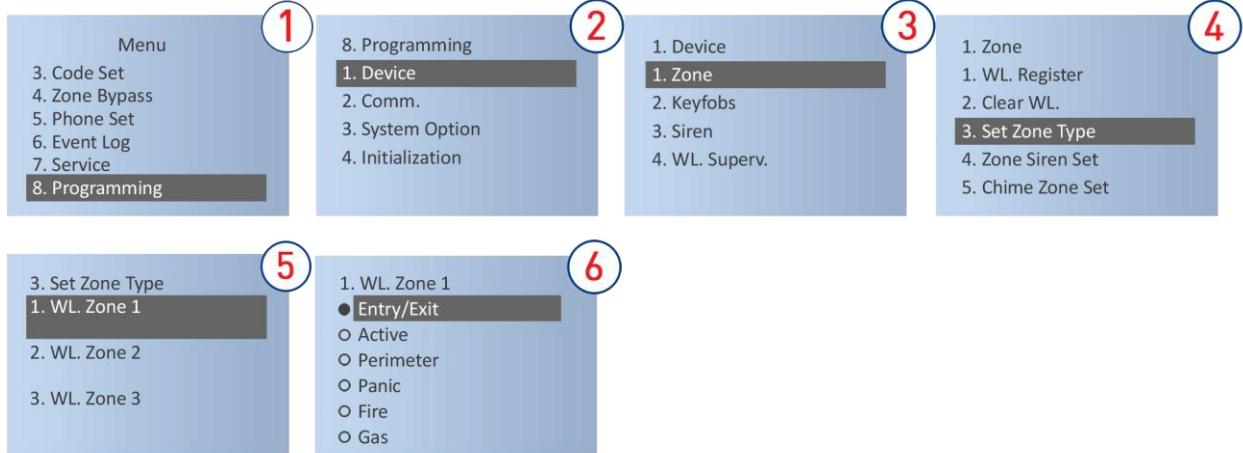 1
Menu
3. Code Set
4. Zone Bypass
5. Phone Set
6. Event Log
7. Service
8. Programming
2
8. Programming
1. Device
2. Comm.
3. System Option
4. Initialization
3
1. Device
1. Zone
2. Keyfobs
3. Siren
4. WL. Superv.
4
1. Zone
1. WL. Register
2. Clear WL.
3. Set Zone Type
4. Zone Siren Set
5. Chime Zone Set
5
3. Set Zone Type
1. WL. Zone 1
2. WL. Zone 2
3. WL. Zone 3
6
1. WL. Zone 1
Entry/Exit
Active
Perimeter
Panic
Fire
Gas